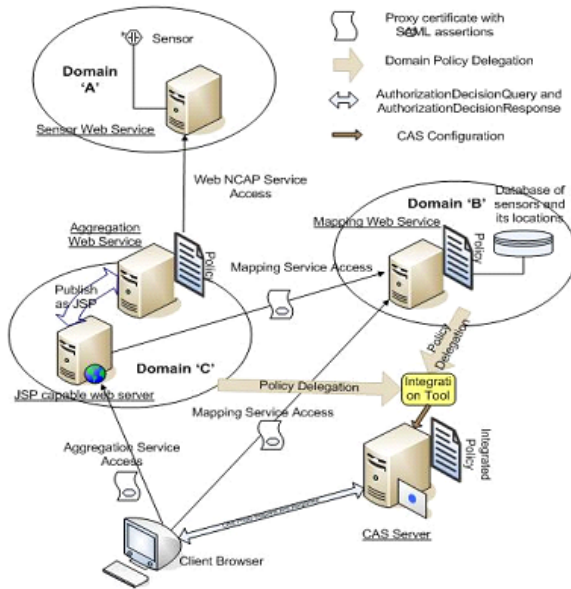 Proxy certificate with
SAML assertions
Sensor
Domain
'A'
Domain Policy Delegation
Sensor Web Service
AuthorizationDecisionQuery and
AuthorizationDecisionResponse
CAS Configuration
Web NCAP Service
Access
Domain 'B'
Database of
sensors and
its locations
Mapping Web Service
Aggregation
Web Service
Policy
Policy
Mapping Service Access
Publish
as JSP
Policy
Delegation
Domain 'C'
Policy Delegation
Integrati
on Tool
JSP capable web server
Mapping Service Access
Integrated
Policy
Aggregation Service
Access
CAS Server
Client Browser